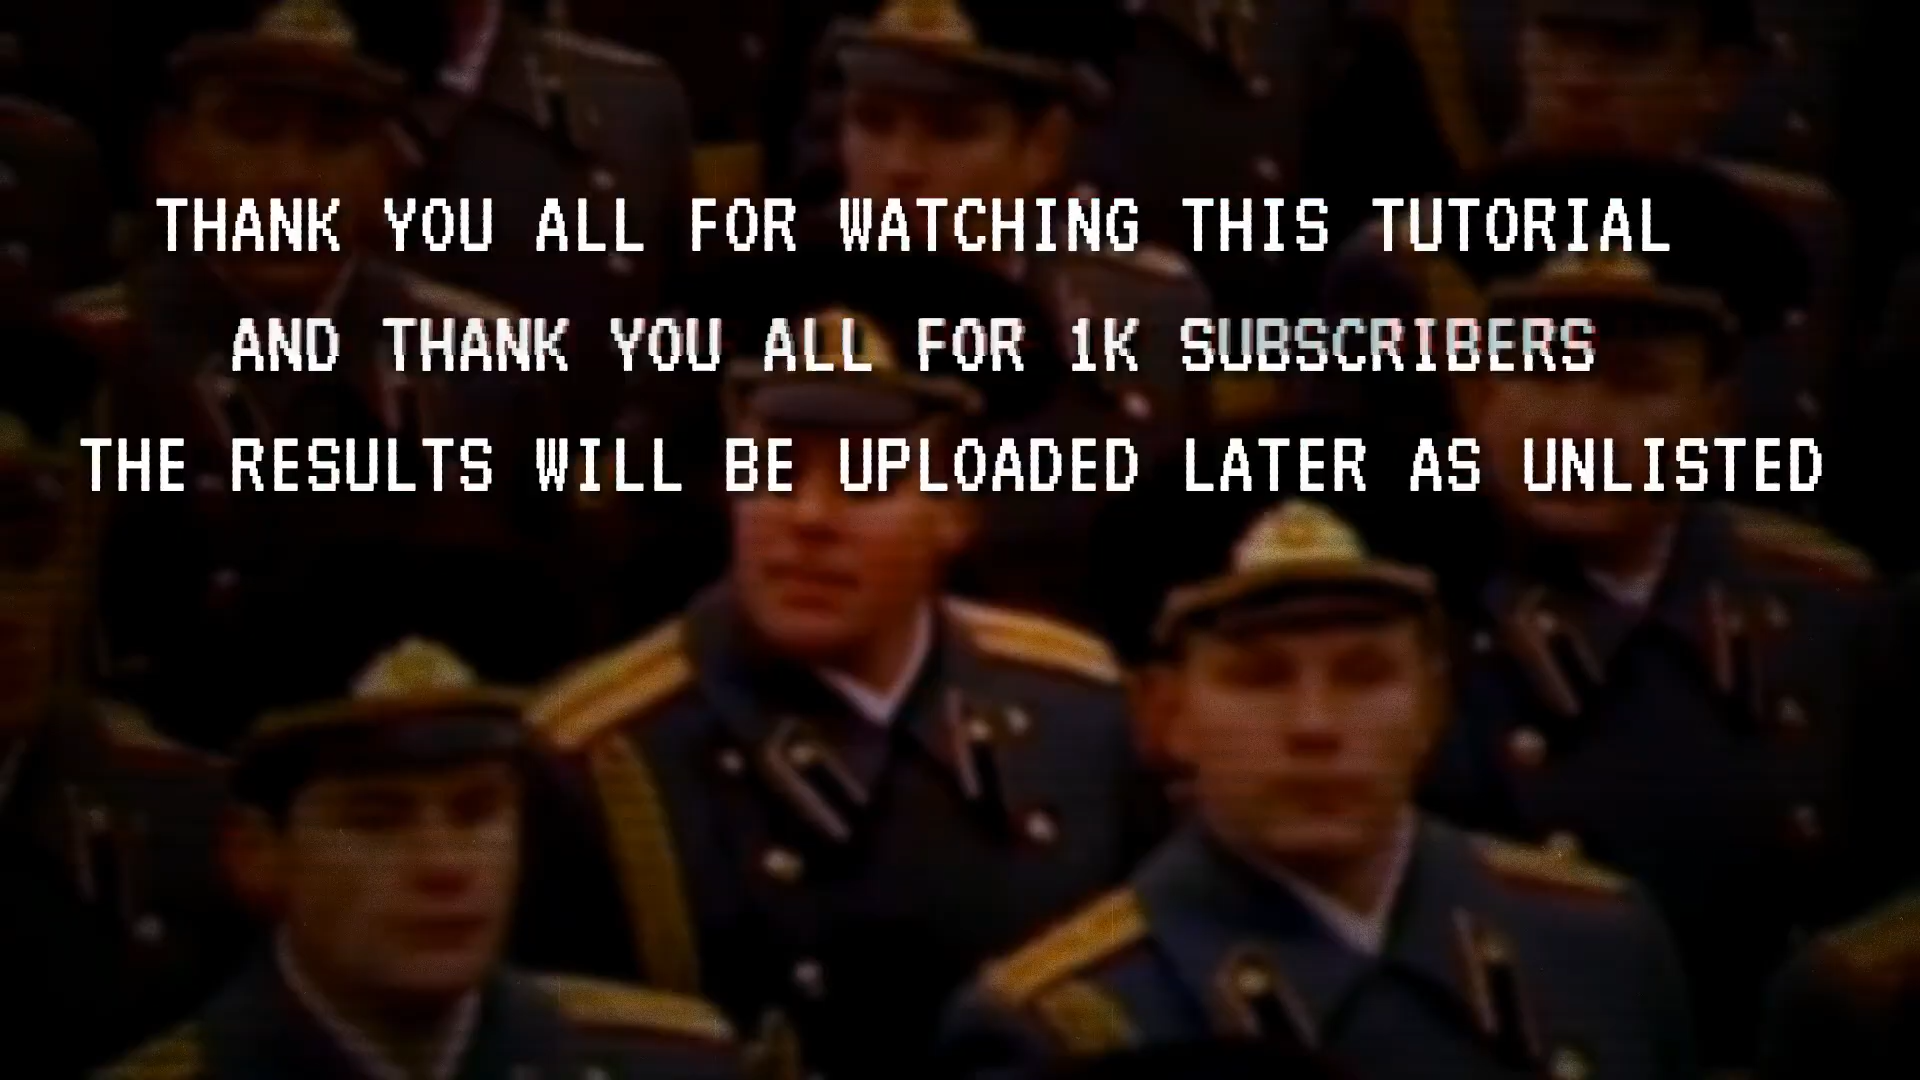 THANK YOU ALL FOR WATCHING THIS TUTORIAL
AND THANK YOU ALL FOR 1K SUBSCRIBERS
THE RESULTS WILL BE UPLOADED LATER AS UNLISTED